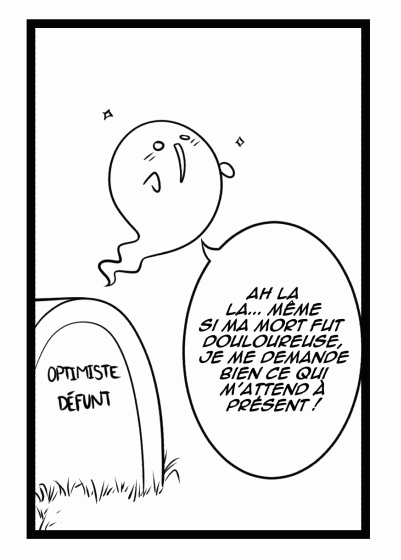 AH LA
LA... MÊME
SI MA MORT FUT
DOULOUREUSE,
JE ME DEMANDE
BIEN CE QUI
M'ATTEND À
PRÉSENT !
OPTIMISTE
DÉFUNT